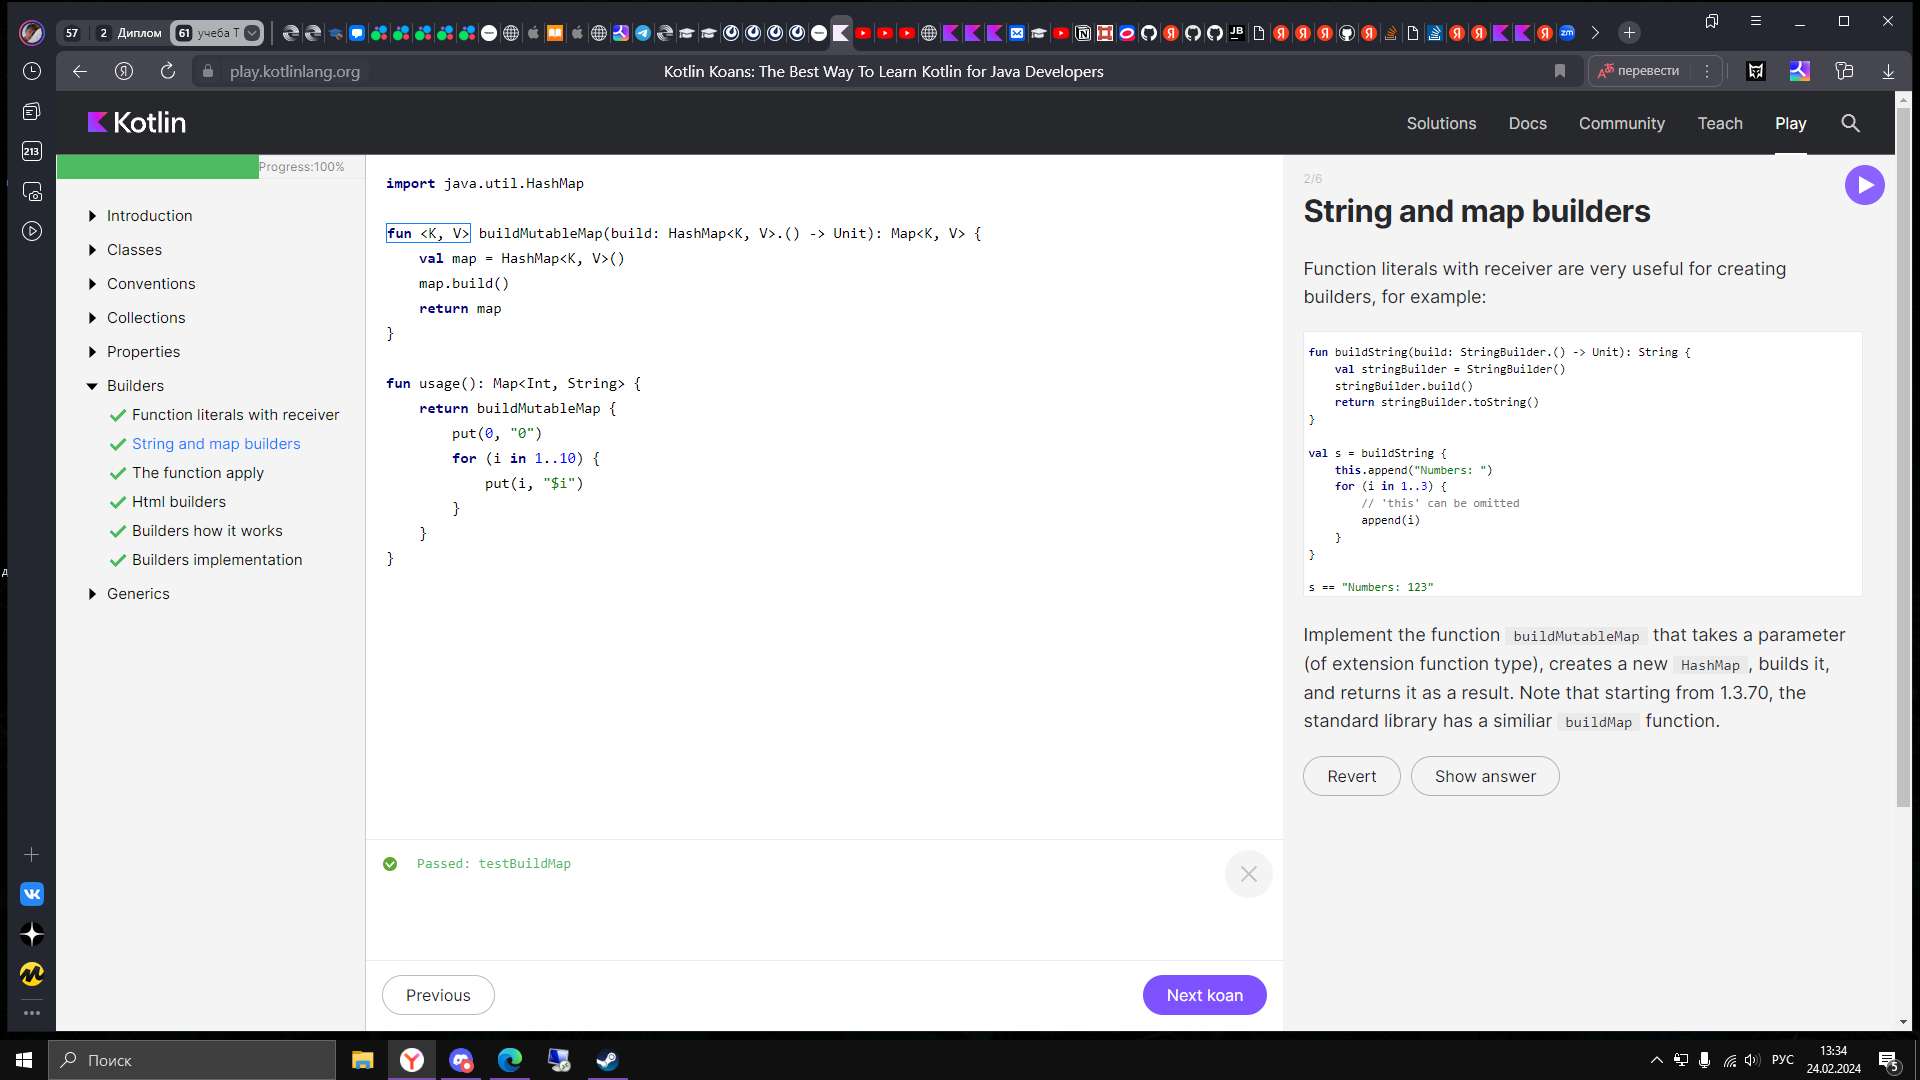 57
2 Диплом
61 учеба Т
play.kotlinlang.org
Kotlin Koans: The Best Way To Learn Kotlin for Java Developers
перевести
213
Kotlin
Solutions
Docs
Community
Teach
Play
Progress:100%
Introduction
Classes
Conventions
Collections
Properties
Builders
Function literals with receiver
String and map builders
The function apply
Html builders
Builders how it works
Builders implementation
Generics
import java.util.HashMap
fun <K, V> buildMutableMap(build: HashMap<K, V>.() -> Unit): Map<K, V> {
    val map = HashMap<K, V>()
    map.build()
    return map
}
fun usage(): Map<Int, String> {
    return buildMutableMap {
        put(0, "0")
        for (i in 1..10) {
            put(i, "$i")
        }
    }
}
Passed: testBuildMap
Previous
Next koan
2/6
String and map builders
Function literals with receiver are very useful for creating
builders, for example:
fun buildString(build: StringBuilder.() -> Unit): String {
    val stringBuilder = StringBuilder()
    stringBuilder.build()
    return stringBuilder.toString()
}
val s = buildString {
    this.append("Numbers: ")
    for (i in 1..3) {
        // 'this' can be omitted
        append(i)
    }
}
s == "Numbers: 123"
Implement the function buildMutableMap that takes a parameter
(of extension function type), creates a new HashMap , builds it,
and returns it as a result. Note that starting from 1.3.70, the
standard library has a similiar buildMap function.
Revert
Show answer
Поиск
РУС
13:34
24.02.2024
5